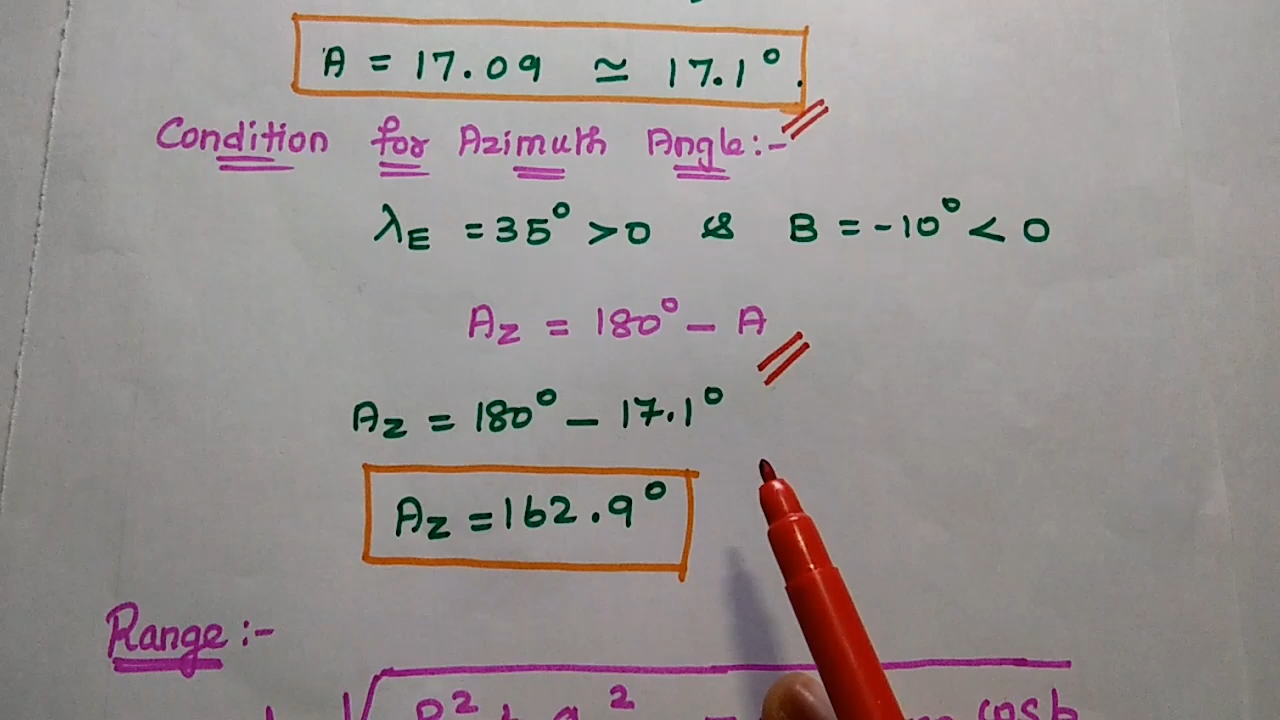 A = 17.09 ≃ 17.1°.
Condition for Azimuth Angle:-
λE = 35° > 0 & B = -10° < 0
Az = 180° - A
Az = 180° - 17.1°
Az = 162.9°
Range:-